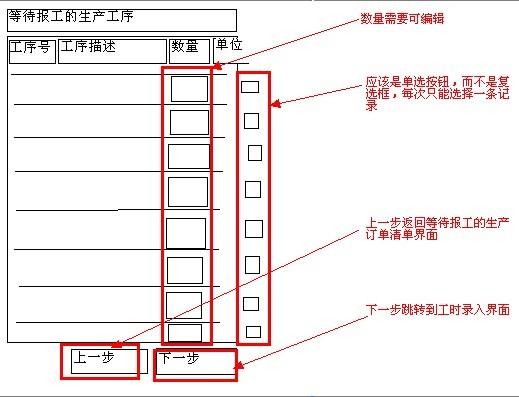 等待报工的生产工序
工序号 工序描述 数量 单位
数量需要可编辑
应该是单选按钮，而不是复
选框，每次只能选择一条记
录
上一步返回等待报工的生产
订单清单界面
下一步跳转到工时录入界面
上一步 下一步